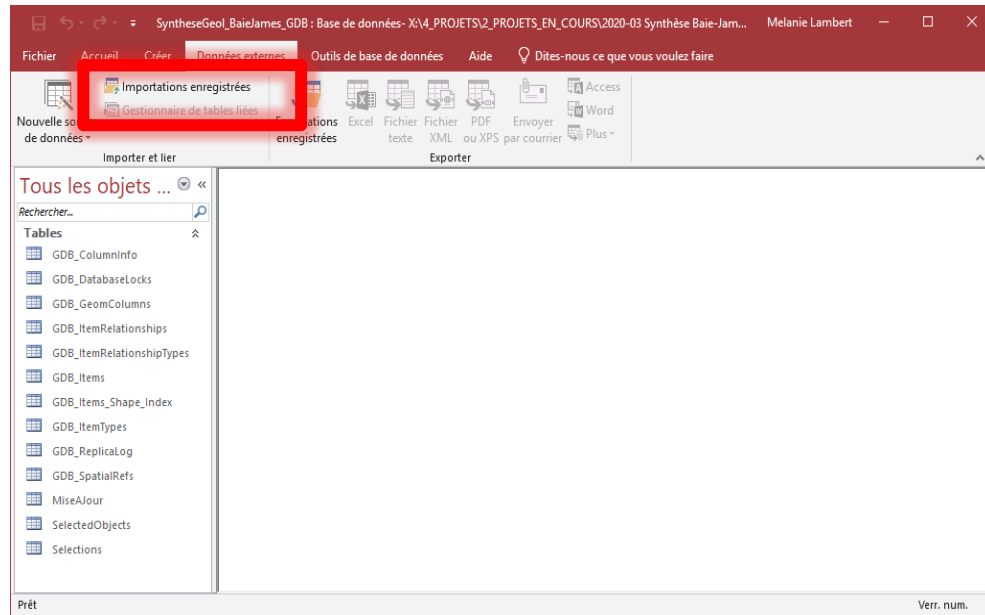 SyntheseGeol_BaieJames_GDB : Base de données- X:\4_PROJETS\2_PROJETS_EN_COURS\2020-03 Synthèse Baie-Jam... Melanie Lambert
Fichier Accueil Créer Données externes Outils de base de données Aide Dites-nous ce que vous voulez faire
Importations enregistrées
Gestionnaire de tables liées
Nouvelle
de données
Importer et lier
enregistrées
Excel
Fichier texte
Fichier XML
PDF ou XPS
Envoyer par courrier
Access
Word
Plus
Exporter
Tous les objets ...
Rechercher...
Tables
GDB_ColumnInfo
GDB_DatabaseLocks
GDB_GeomColumns
GDB_ItemRelationships
GDB_ItemRelationshipTypes
GDB_Items
GDB_Items_Shape_Index
GDB_ItemTypes
GDB_ReplicaLog
GDB_SpatialRefs
MiseAJour
SelectedObjects
Selections
Prêt
Verr. num.